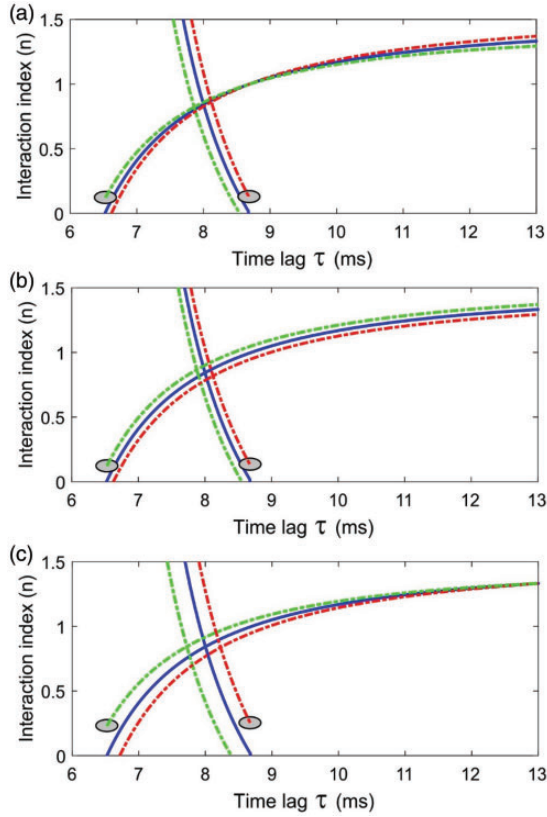 (a)
1.5
1
0.5
0
Interaction index (n)
6 7 8 9 10 11 12 13
Time lag τ (ms)
(b)
1.5
1
0.5
0
Interaction index (n)
6 7 8 9 10 11 12 13
Time lag τ (ms)
(c)
1.5
1
0.5
0
Interaction index (n)
6 7 8 9 10 11 12 13
Time lag τ (ms)